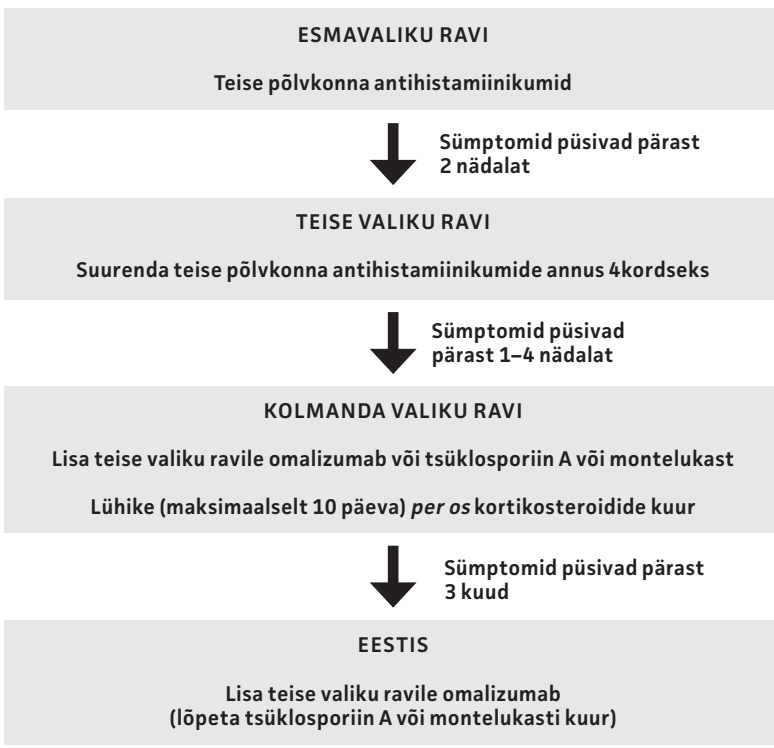 ESMAVALIKU RAVI
Teise põlvkonna antihistamiinikumid
Sümptomid püsivad pärast
2 nädalat
TEISE VALIKU RAVI
Suurenda teise põlvkonna antihistamiinikumide annus 4kordseks
Sümptomid püsivad
pärast 1–4 nädalat
KOLMANDA VALIKU RAVI
Lisa teise valiku ravile omalizumab või tsüklosporiin A või montelukast
Lühike (maksimaalselt 10 päeva) per os kortikosteroidide kuur
Sümptomid püsivad pärast
3 kuud
EESTIS
Lisa teise valiku ravile omalizumab
(lõpeta tsüklosporiin A või montelukasti kuur)